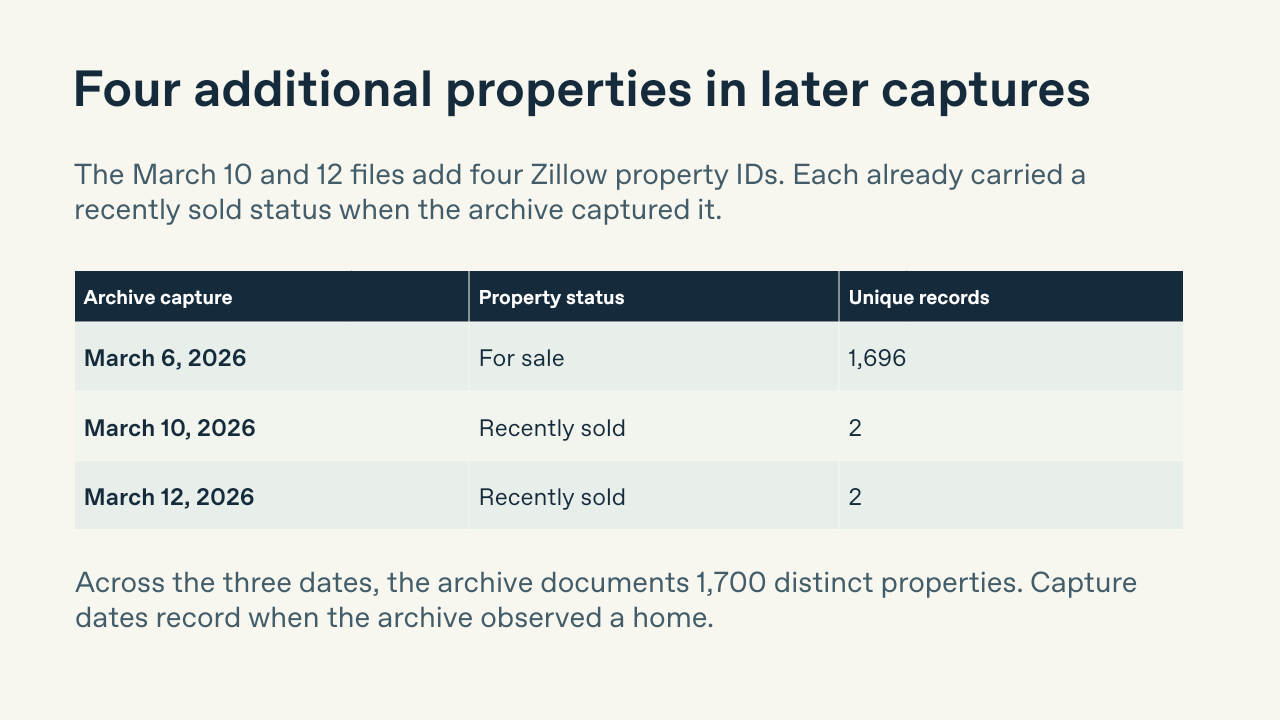 Four additional properties in later captures
The March 10 and 12 files add four Zillow property IDs. Each already carried a
recently sold status when the archive captured it.
Archive capture Property status Unique records
March 6, 2026 For sale 1,696
March 10, 2026 Recently sold 2
March 12, 2026 Recently sold 2
Across the three dates, the archive documents 1,700 distinct properties. Capture
dates record when the archive observed a home.